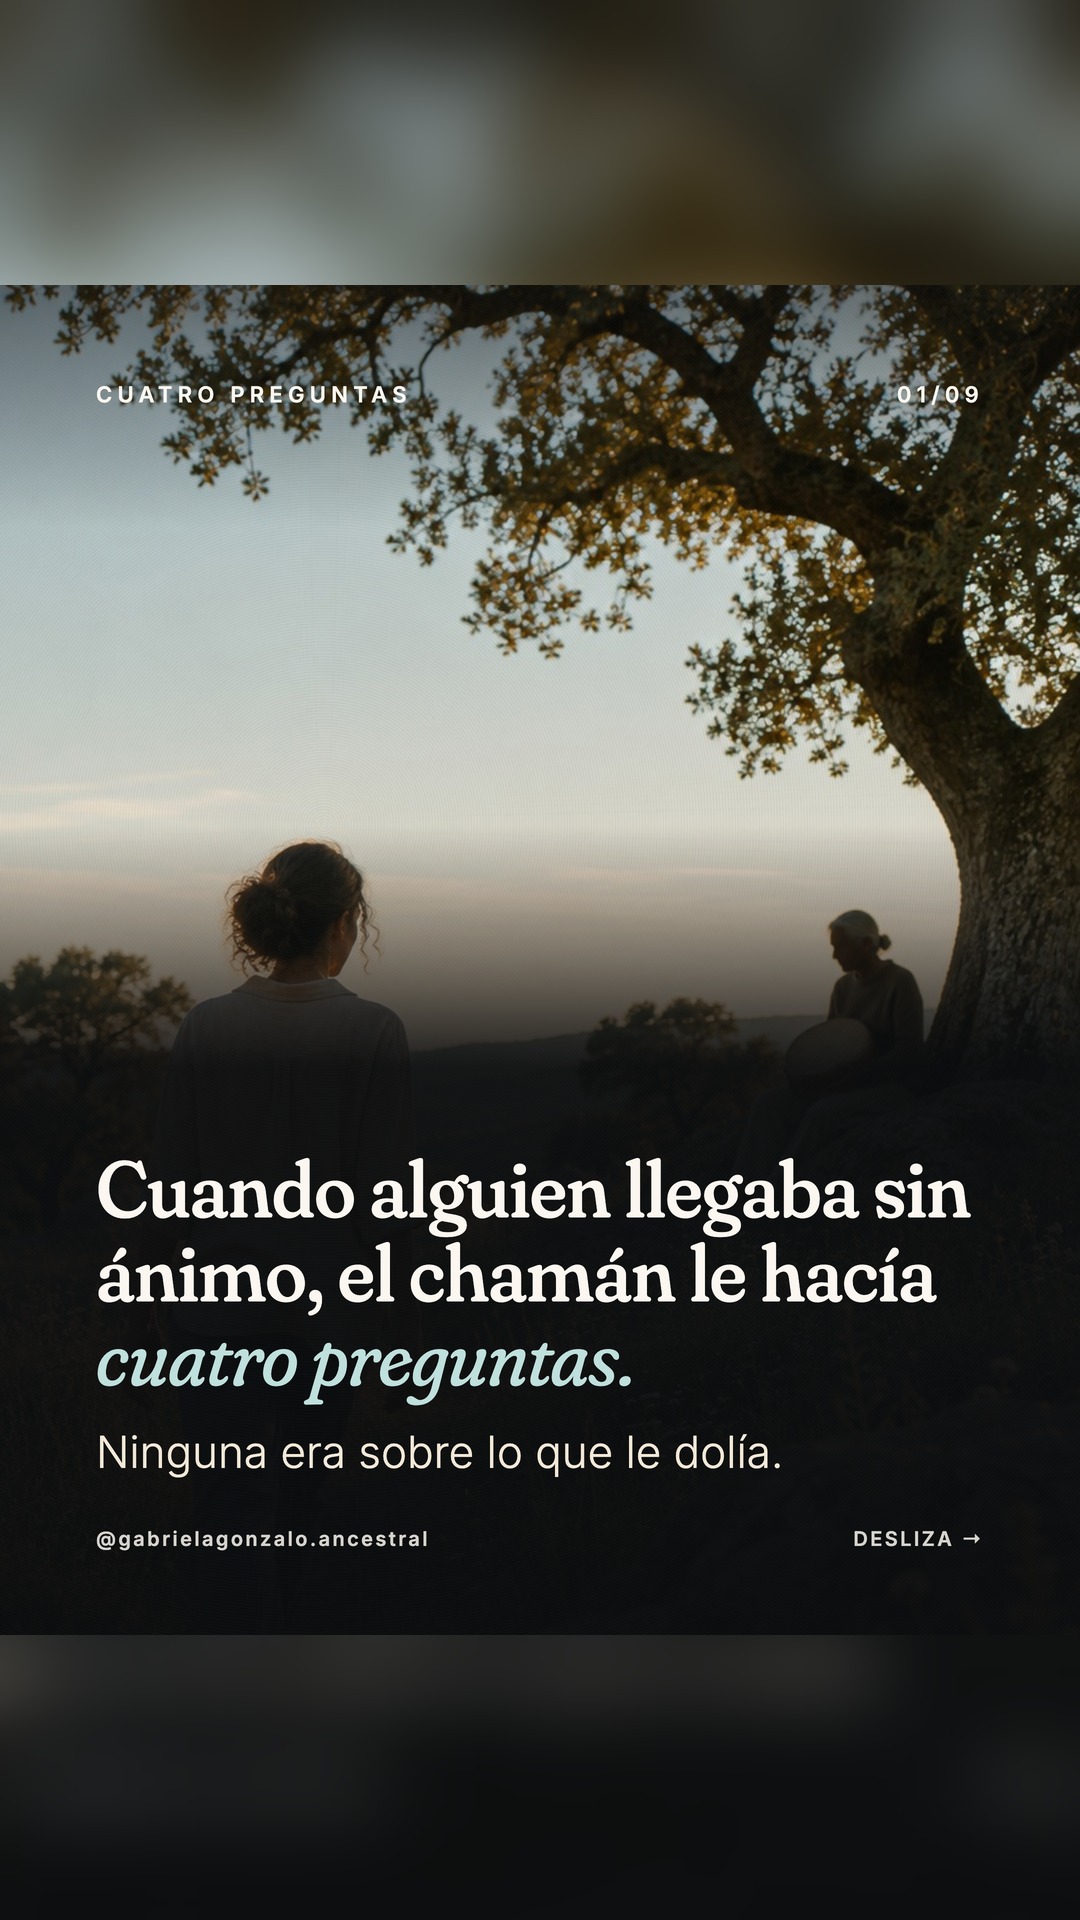 CUATRO PREGUNTAS
01/09
Cuando alguien llegaba sin
ánimo, el chamán le hacía
cuatro preguntas.
Ninguna era sobre lo que le dolía.
@gabrielagonzalo.ancestral
DESLIZA →